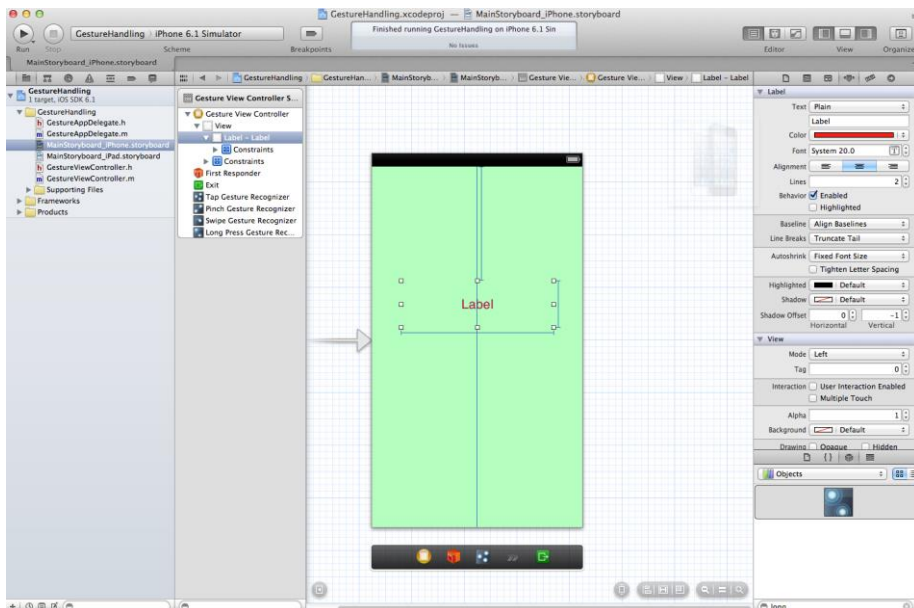 GestureHandling.xcodeproj — MainStoryboard_iPhone.storyboard
GestureHandling iPhone 6.1 Simulator
Finished running GestureHandling on iPhone 6.1 Sin
No Issues
Run Stop Scheme Breakpoints Editor View Organize
MainStoryboard_iPhone.storyboard
GestureHandling GestureHan... MainStoryb... MainStoryb... Gesture Vie... Gesture Vie... View Label - Label
GestureHandling
1 target, iOS SDK 6.1
GestureHandling
h GestureAppDelegate.h
m GestureAppDelegate.m
MainStoryboard_iPhone.storyboard
MainStoryboard_iPad.storyboard
h GestureViewController.h
m GestureViewController.m
Supporting Files
Frameworks
Products
Gesture View Controller S...
Gesture View Controller
View
Label - Label
Constraints
Constraints
First Responder
Exit
Tap Gesture Recognizer
Pinch Gesture Recognizer
Swipe Gesture Recognizer
Long Press Gesture Rec...
Label
Label
Text Plain
Label
Color
Font System 20.0
Alignment
Lines 2
Behavior Enabled
Highlighted
Baseline Align Baselines
Line Breaks Truncate Tail
Autoshrink Fixed Font Size
Tighten Letter Spacing
Highlighted Default
Shadow Default
Shadow Offset 0 -1
Horizontal Vertical
View
Mode Left
Tag 0
Interaction User Interaction Enabled
Multiple Touch
Alpha 1
Background Default
Drawing Opaque Hidden
{}
Objects
long